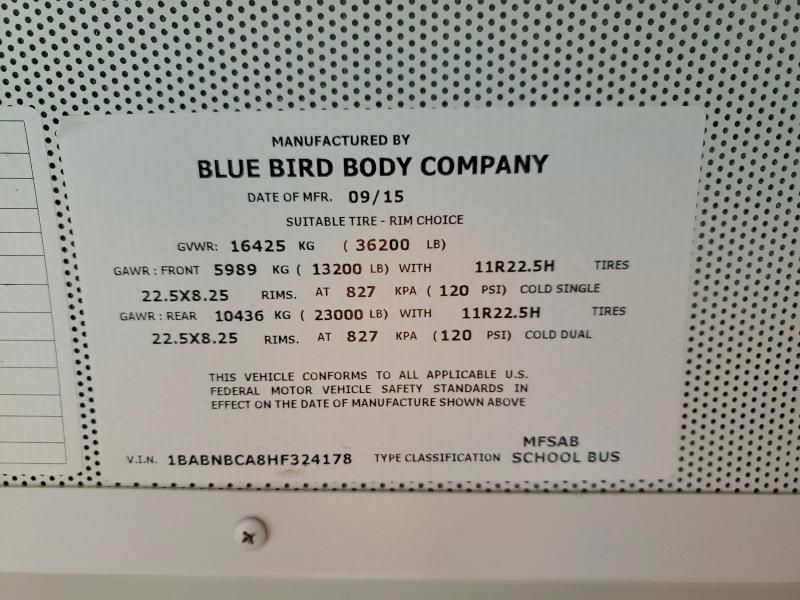 MANUFACTURED BY
BLUE BIRD BODY COMPANY
DATE OF MFR. 09/15
SUITABLE TIRE - RIM CHOICE
GVWR: 16425 KG ( 36200 LB)
GAWR : FRONT 5989 KG ( 13200 LB) WITH 11R22.5H TIRES
22.5X8.25 RIMS. AT 827 KPA ( 120 PSI) COLD SINGLE
GAWR : REAR 10436 KG ( 23000 LB) WITH 11R22.5H TIRES
22.5X8.25 RIMS. AT 827 KPA (120 PSI) COLD DUAL
THIS VEHICLE CONFORMS TO ALL APPLICABLE U.S.
FEDERAL MOTOR VEHICLE SAFETY STANDARDS IN
EFFECT ON THE DATE OF MANUFACTURE SHOWN ABOVE
MFSAB
V.I.N. 1BABNBCA8HF324178 TYPE CLASSIFICATION SCHOOL BUS